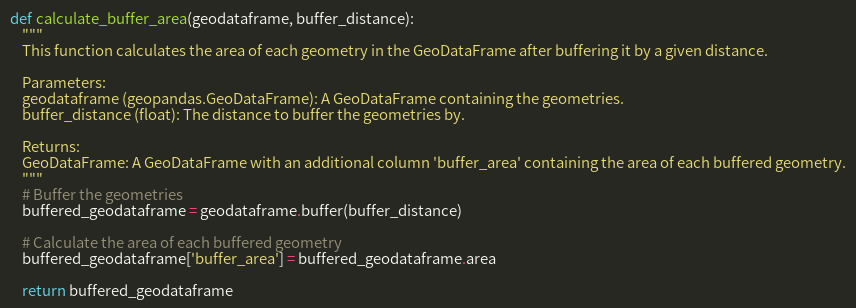 def calculate_buffer_area(geodataframe, buffer_distance):
    """
    This function calculates the area of each geometry in the GeoDataFrame after buffering it by a given distance.

    Parameters:
    geodataframe (geopandas.GeoDataFrame): A GeoDataFrame containing the geometries.
    buffer_distance (float): The distance to buffer the geometries by.

    Returns:
    GeoDataFrame: A GeoDataFrame with an additional column 'buffer_area' containing the area of each buffered geometry.
    """
    # Buffer the geometries
    buffered_geodataframe = geodataframe.buffer(buffer_distance)

    # Calculate the area of each buffered geometry
    buffered_geodataframe['buffer_area'] = buffered_geodataframe.area

    return buffered_geodataframe